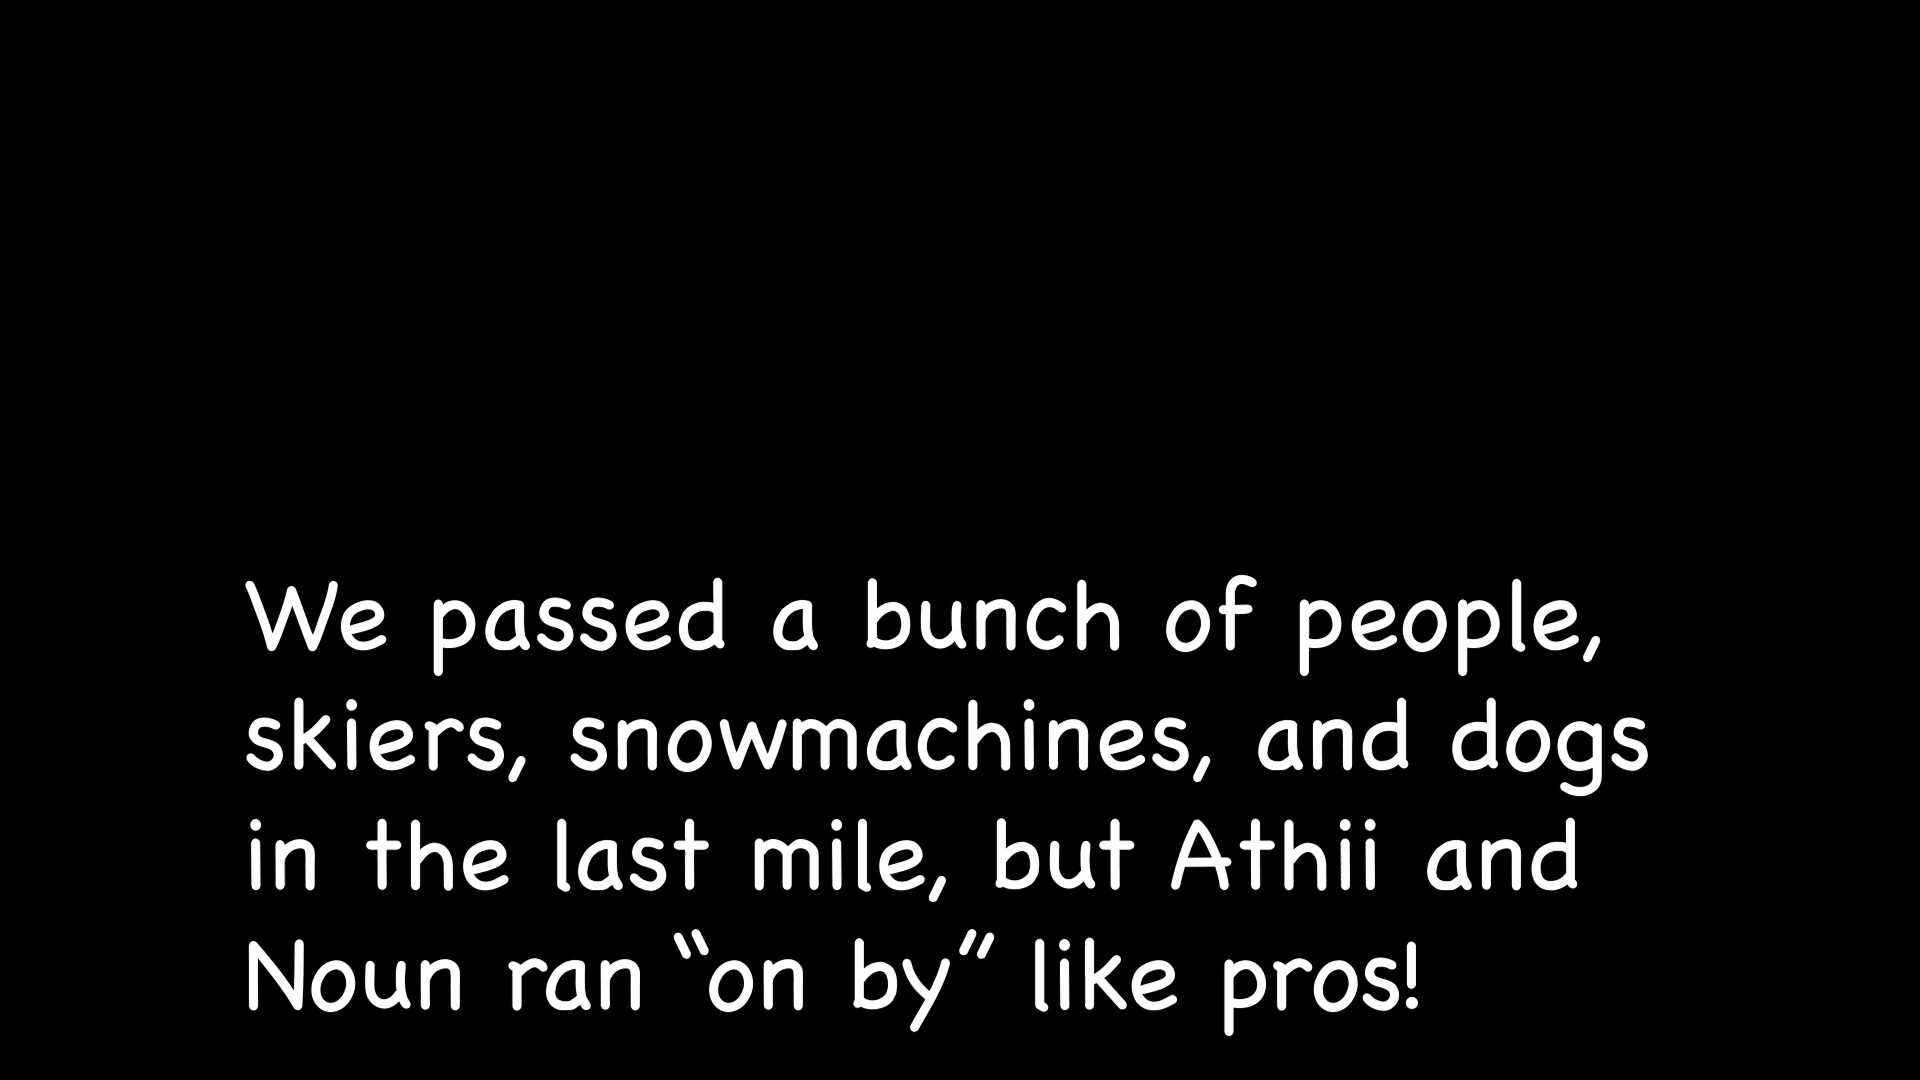 We passed a bunch of people,
skiers, snowmachines, and dogs
in the last mile, but Athii and
Noun ran “on by” like pros!